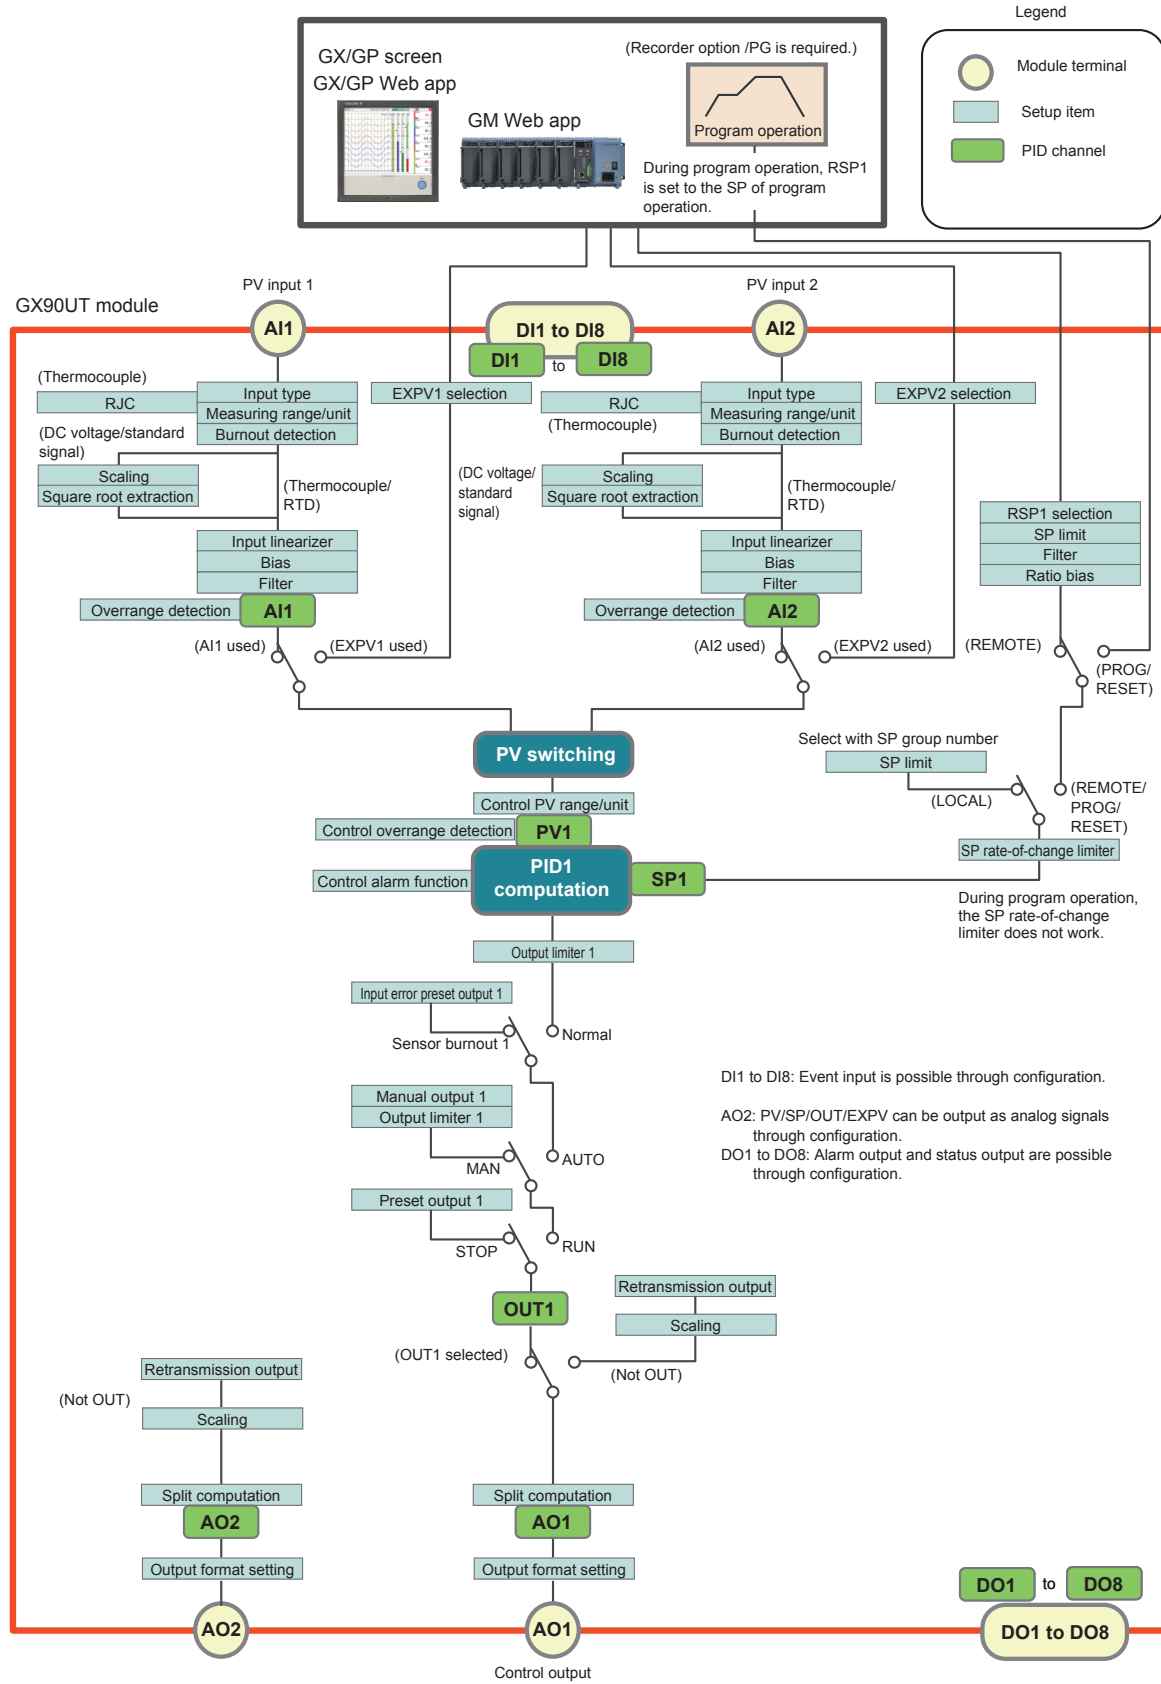 Legend
Module terminal
Setup item
PID channel
GX/GP screen
GX/GP Web app
GM Web app
(Recorder option /PG is required.)
Program operation
During program operation, RSP1
is set to the SP of program
operation.
GX90UT module
PV input 1
PV input 2
AI1
DI1 to DI8
DI1
to
DI8
AI2
(Thermocouple)
RJC
Input type
Measuring range/unit
Burnout detection
(DC voltage/standard
signal)
Scaling
Square root extraction
(Thermocouple/
RTD)
Input linearizer
Bias
Filter
Overrange detection
AI1
(AI1 used)
(EXPV1 used)
EXPV1 selection
RJC
(Thermocouple)
Input type
Measuring range/unit
Burnout detection
(DC voltage/
standard
signal)
Scaling
Square root extraction
(Thermocouple/
RTD)
Input linearizer
Bias
Filter
Overrange detection
AI2
(AI2 used)
(EXPV2 used)
EXPV2 selection
RSP1 selection
SP limit
Filter
Ratio bias
(REMOTE)
(PROG/
RESET)
PV switching
Select with SP group number
SP limit
(LOCAL)
(REMOTE/
PROG/
RESET)
SP rate-of-change limiter
During program operation,
the SP rate-of-change
limiter does not work.
Control PV range/unit
Control overrange detection
PV1
Control alarm function
PID1
computation
SP1
Output limiter 1
Input error preset output 1
Sensor burnout 1
Normal
Manual output 1
Output limiter 1
MAN
AUTO
Preset output 1
STOP
RUN
DI1 to DI8: Event input is possible through configuration.
AO2: PV/SP/OUT/EXPV can be output as analog signals
through configuration.
DO1 to DO8: Alarm output and status output are possible
through configuration.
OUT1
Retransmission output
Scaling
(OUT1 selected)
(Not OUT)
Retransmission output
(Not OUT)
Scaling
Split computation
AO2
Output format setting
AO2
Split computation
AO1
Output format setting
AO1
Control output
DO1
to
DO8
DO1 to DO8